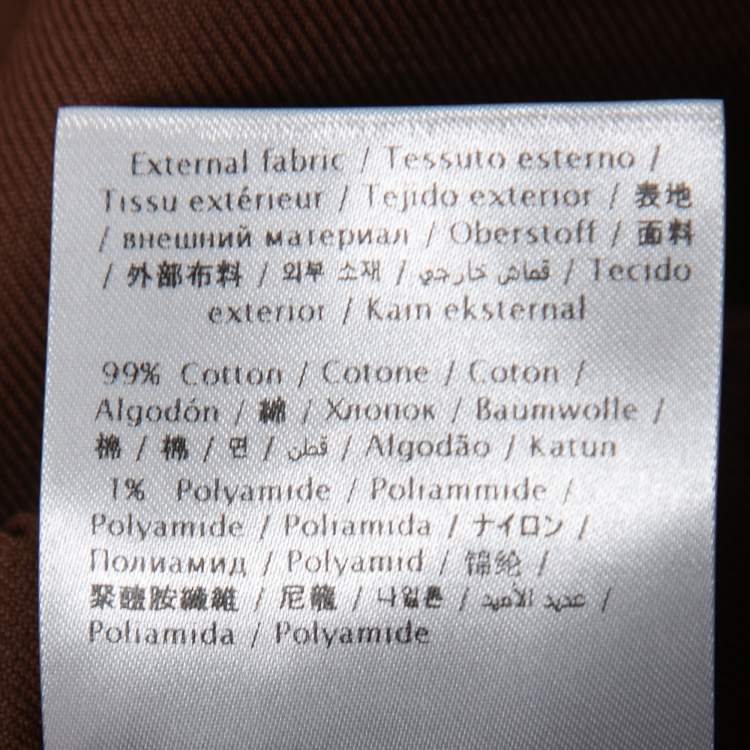 External fabric / Tessuto esterno /
Tissu extérieur / Tejido exterior / 表地
/ внешний материал / Oberstoff / 面料
/ 外部布料 / 외부 소재 / قماش خارجي / Tecido
exterior / Kain eksternal
99% Cotton / Cotone / Coton /
Algodón / 綿 / Хлопок / Baumwolle /
棉 / 棉 / 면 / قطن / Algodão / Katun
1% Polyamide / Poliammide /
Polyamide / Poliamida / ナイロン /
Полиамид / Polyamid / 锦纶 /
聚醯胺纖維 / 尼龍 / 나일론 / عديد الأميد /
Poliamida / Polyamide